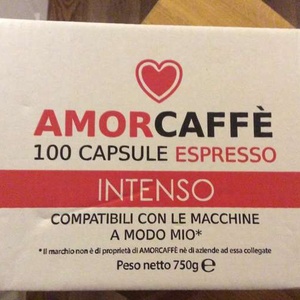 AMORCAFFÈ
100 CAPSULE ESPRESSO
INTENSO
COMPATIBILI CON LE MACCHINE
A MODO MIO*
*Il marchio non è di proprietà di AMORCAFFÈ nè di aziende ad essa collegate
Peso netto 750g ℮